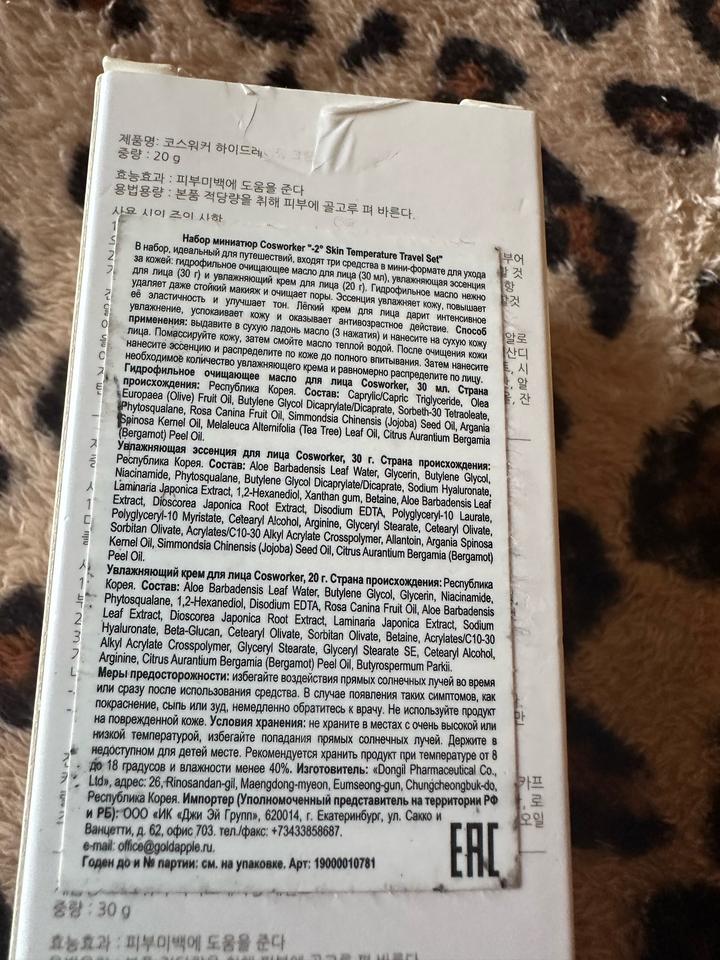 제품명: 코스워커 하이드레
중량 : 20 g
효능효과 : 피부미백에 도움을 준다
용법용량 : 본품 적당량을 취해 피부에 골고루 펴 바른다.
사용 시의 주의 사항
Набор миниатюр Cosworker "-2° Skin Temperature Travel Set"
В набор, идеальный для путешествий, входят три средства в мини-формате для ухода
за кожей: гидрофильное очищающее масло для лица (30 мл), увлажняющая эссенция
для лица (30 г) и увлажняющий крем для лица (20 г). Гидрофильное масло нежно
удаляет даже стойкий макияж и очищает поры. Эссенция увлажняет кожу, повышает
её эластичность и улучшает тон. Лёгкий крем для лица дарит интенсивное
увлажнение, успокаивает кожу и оказывает антивозрастное действие. Способ
применения: выдавите в сухую ладонь масло (3 нажатия) и нанесите на сухую кожу
лица. Помассируйте кожу, затем смойте масло теплой водой. После очищения кожи
нанесите эссенцию и распределите по коже до полного впитывания. Затем нанесите
необходимое количество увлажняющего крема и равномерно распределите по лицу.
Гидрофильное очищающее масло для лица Cosworker, 30 мл. Страна
происхождения: Республика Корея. Состав: Caprylic/Capric Triglyceride, Olea
Europaea (Olive) Fruit Oil, Butylene Glycol Dicaprylate/Dicaprate, Sorbeth-30 Tetraoleate,
Phytosqualane, Rosa Canina Fruit Oil, Simmondsia Chinensis (Jojoba) Seed Oil, Argania
Spinosa Kernel Oil, Melaleuca Alternifolia (Tea Tree) Leaf Oil, Citrus Aurantium Bergamia
(Bergamot) Peel Oil.
Увлажняющая эссенция для лица Cosworker, 30 г. Страна происхождения:
Республика Корея. Состав: Aloe Barbadensis Leaf Water, Glycerin, Butylene Glycol,
Niacinamide, Phytosqualane, Butylene Glycol Dicaprylate/Dicaprate, Sodium Hyaluronate,
Laminaria Japonica Extract, 1,2-Hexanediol, Xanthan gum, Betaine, Aloe Barbadensis Leaf
Extract, Dioscorea Japonica Root Extract, Disodium EDTA, Polyglyceryl-10 Laurate,
Polyglyceryl-10 Myristate, Cetearyl Alcohol, Arginine, Glyceryl Stearate, Cetearyl Olivate,
Sorbitan Olivate, Acrylates/C10-30 Alkyl Acrylate Crosspolymer, Allantoin, Argania Spinosa
Kernel Oil, Simmondsia Chinensis (Jojoba) Seed Oil, Citrus Aurantium Bergamia (Bergamot)
Peel Oil.
Увлажняющий крем для лица Cosworker, 20 г. Страна происхождения: Республика
Корея. Состав: Aloe Barbadensis Leaf Water, Butylene Glycol, Glycerin, Niacinamide,
Phytosqualane, 1,2-Hexanediol, Disodium EDTA, Rosa Canina Fruit Oil, Aloe Barbadensis
Leaf Extract, Dioscorea Japonica Root Extract, Laminaria Japonica Extract, Sodium
Hyaluronate, Beta-Glucan, Cetearyl Olivate, Sorbitan Olivate, Betaine, Acrylates/C10-30
Alkyl Acrylate Crosspolymer, Glyceryl Stearate, Glyceryl Stearate SE, Cetearyl Alcohol,
Arginine, Citrus Aurantium Bergamia (Bergamot) Peel Oil, Butyrospermum Parkii.
Меры предосторожности: избегайте воздействия прямых солнечных лучей во время
или сразу после использования средства. В случае появления таких симптомов, как
покраснение, сыпь или зуд, немедленно обратитесь к врачу. Не используйте продукт
на поврежденной коже. Условия хранения: не храните в местах с очень высокой или
низкой температурой, избегайте попадания прямых солнечных лучей. Держите в
недоступном для детей месте. Рекомендуется хранить продукт при температуре от 8
до 18 градусов и влажности менее 40%. Изготовитель: «Dongil Pharmaceutical Co.,
Ltd», адрес: 26, Rinosandan-gil, Maengdong-myeon, Eumseong-gun, Chungcheongbuk-do,
Республика Корея. Импортер (Уполномоченный представитель на территории РФ
и РБ): ООО «ИК «Джи Эй Групп», 620014, г. Екатеринбург, ул. Сакко и
Ванцетти, д. 62, офис 703. тел./факс: +73433858687.
e-mail: office@goldapple.ru.
Годен до и № партии: см. на упаковке. Арт: 19000010781
EAC
중량 : 30 g
효능효과 : 피부미백에 도움을 준다